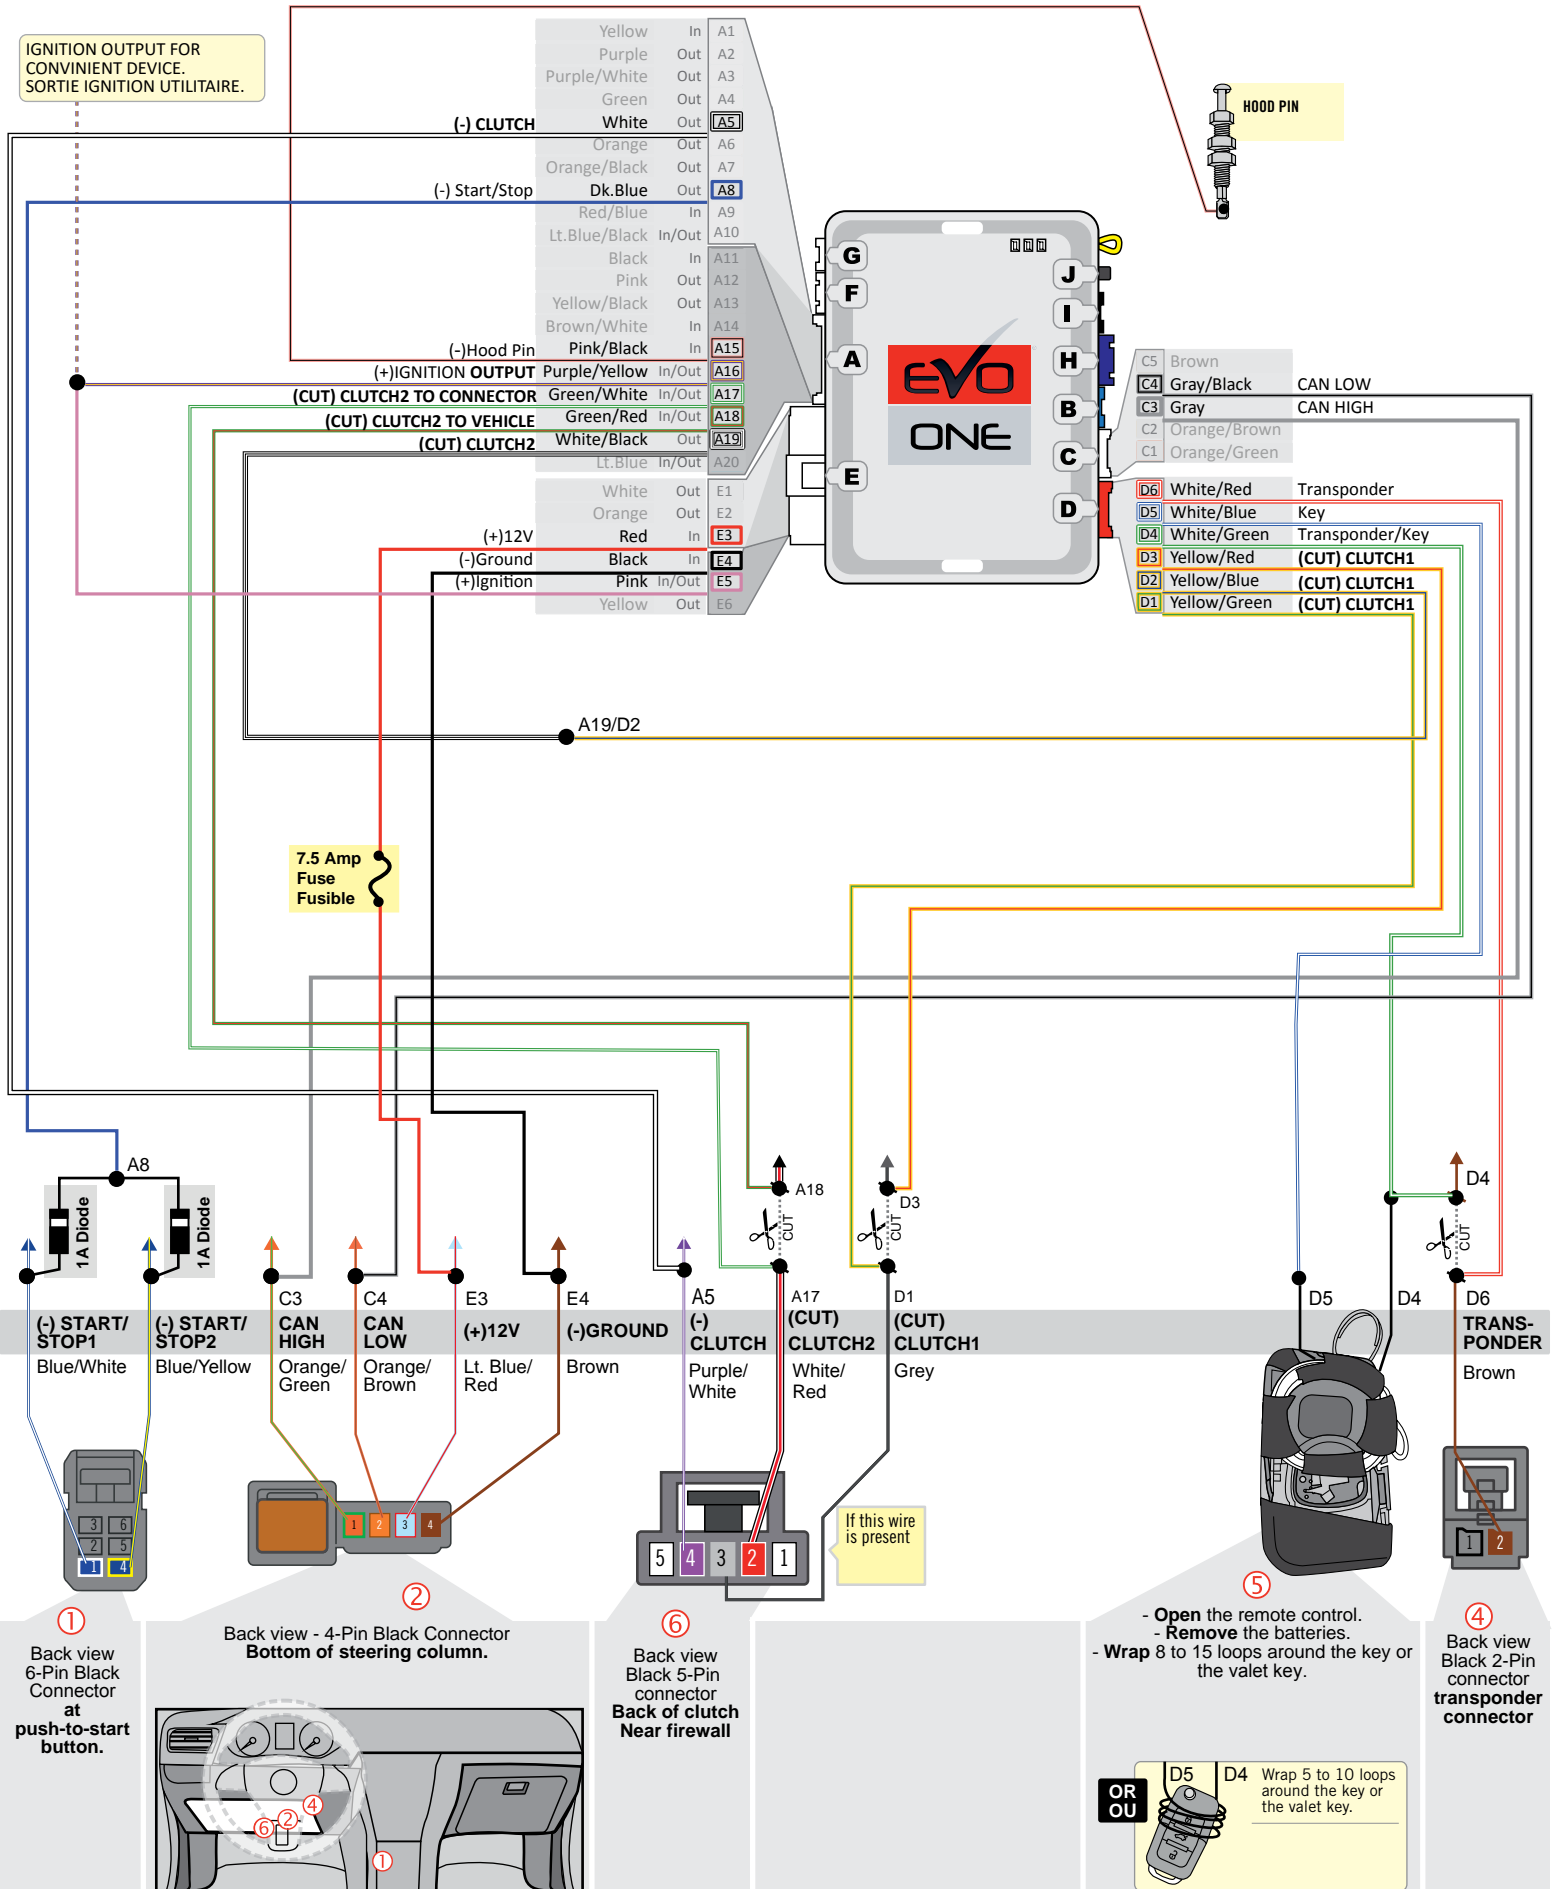 IGNITION OUTPUT FOR
CONVINIENT DEVICE.
SORTIE IGNITION UTILITAIRE.
Yellow In A1
Purple Out A2
Purple/White Out A3
Green Out A4
(-) CLUTCH White Out A5
Orange Out A6
Orange/Black Out A7
(-) Start/Stop Dk.Blue Out A8
Red/Blue In A9
Lt.Blue/Black In/Out A10
Black In A11
Pink Out A12
Yellow/Black Out A13
Brown/White In A14
(-)Hood Pin Pink/Black In A15
(+)IGNITION OUTPUT Purple/Yellow In/Out A16
(CUT) CLUTCH2 TO CONNECTOR Green/White In/Out A17
(CUT) CLUTCH2 TO VEHICLE Green/Red In/Out A18
(CUT) CLUTCH2 White/Black Out A19
Lt.Blue In/Out A20
White Out E1
Orange Out E2
(+)12V Red In E3
(-)Ground Black In E4
(+)Ignition Pink In/Out E5
Yellow Out E6
HOOD PIN
G
F
A
E
J
I
H
B
C
D
1 1 1
EVO
ONE
C5 Brown
C4 Gray/Black CAN LOW
C3 Gray CAN HIGH
C2 Orange/Brown
C1 Orange/Green
D6 White/Red Transponder
D5 White/Blue Key
D4 White/Green Transponder/Key
D3 Yellow/Red (CUT) CLUTCH1
D2 Yellow/Blue (CUT) CLUTCH1
D1 Yellow/Green (CUT) CLUTCH1
A19/D2
7.5 Amp
Fuse
Fusible
A8
1A Diode
1A Diode
A18
CUT
D3
CUT
D4
CUT
C3
C4
E3
E4
A5
A17
D1
D5
D4
D6
(-) START/
STOP1
Blue/White
(-) START/
STOP2
Blue/Yellow
CAN
HIGH
Orange/
Green
CAN
LOW
Orange/
Brown
(+)12V
Lt. Blue/
Red
(-)GROUND
Brown
(-)
CLUTCH
Purple/
White
(CUT)
CLUTCH2
White/
Red
(CUT)
CLUTCH1
Grey
TRANS-
PONDER
Brown
3 6
2 5
1 4
1 2 3 4
5 4 3 2 1
If this wire
is present
1 2
①
Back view
6-Pin Black
Connector
at
push-to-start
button.
②
Back view - 4-Pin Black Connector
Bottom of steering column.
⑥
Back view
Black 5-Pin
connector
Back of clutch
Near firewall
⑤
- Open the remote control.
- Remove the batteries.
- Wrap 8 to 15 loops around the key or
the valet key.
④
Back view
Black 2-Pin
connector
transponder
connector
④
②
⑥
①
OR
OU
D5 D4
Wrap 5 to 10 loops
around the key or
the valet key.